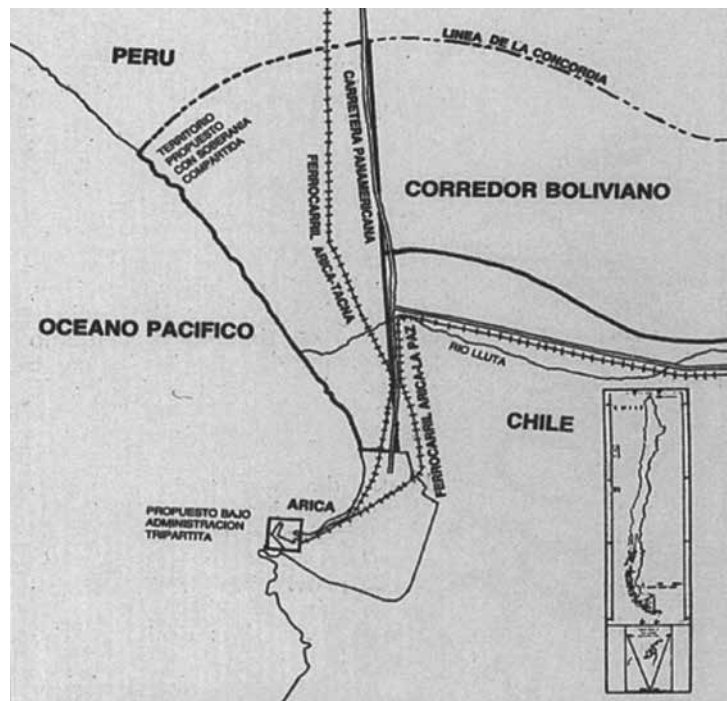 PERU
LINEA DE LA CONCORDIA
TERRITORIO
PROPUESTO
CON SOBERANIA
COMPARTIDA
CARRETERA PANAMERICANA
FERROCARRIL ARICA-TACNA
CORREDOR BOLIVIANO
OCEANO PACIFICO
RIO LLUTA
FERROCARRIL ARICA-LA PAZ
CHILE
ARICA
PROPUESTO BAJO
ADMINISTRACION
TRIPARTITA